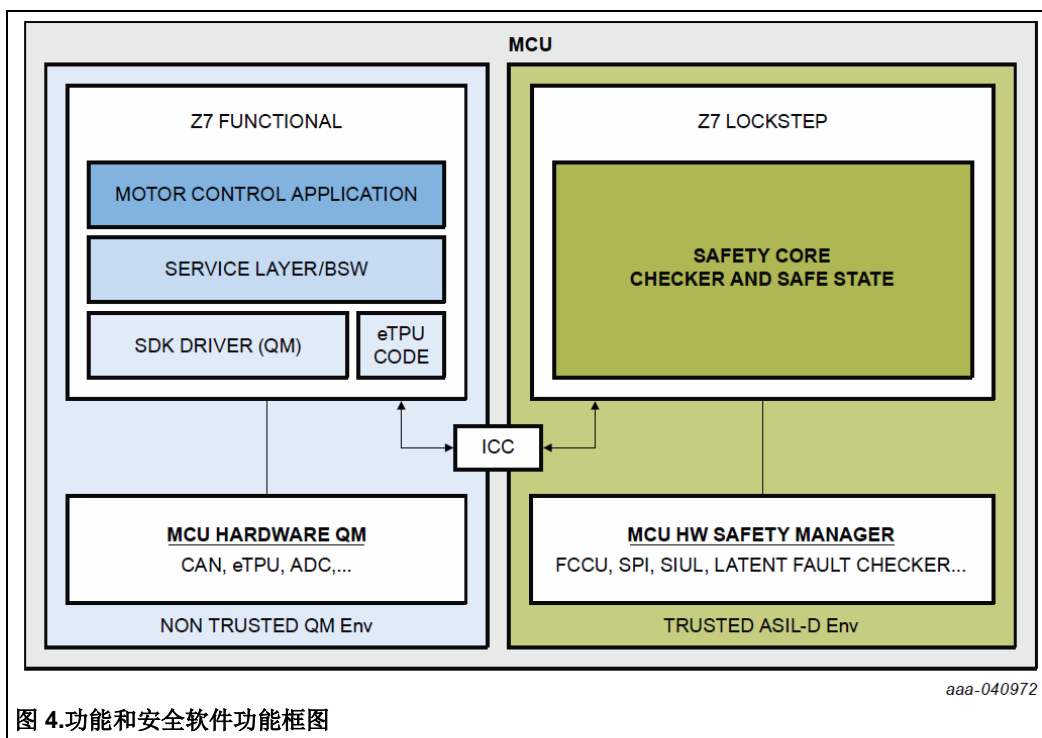 MCU
Z7 FUNCTIONAL
MOTOR CONTROL APPLICATION
SERVICE LAYER/BSW
SDK DRIVER (QM)
eTPU
CODE
Z7 LOCKSTEP
SAFETY CORE
CHECKER AND SAFE STATE
ICC
MCU HARDWARE QM
CAN, eTPU, ADC,...
NON TRUSTED QM Env
MCU HW SAFETY MANAGER
FCCU, SPI, SIUL, LATENT FAULT CHECKER...
TRUSTED ASIL-D Env
aaa-040972
图 4.功能和安全软件功能框图